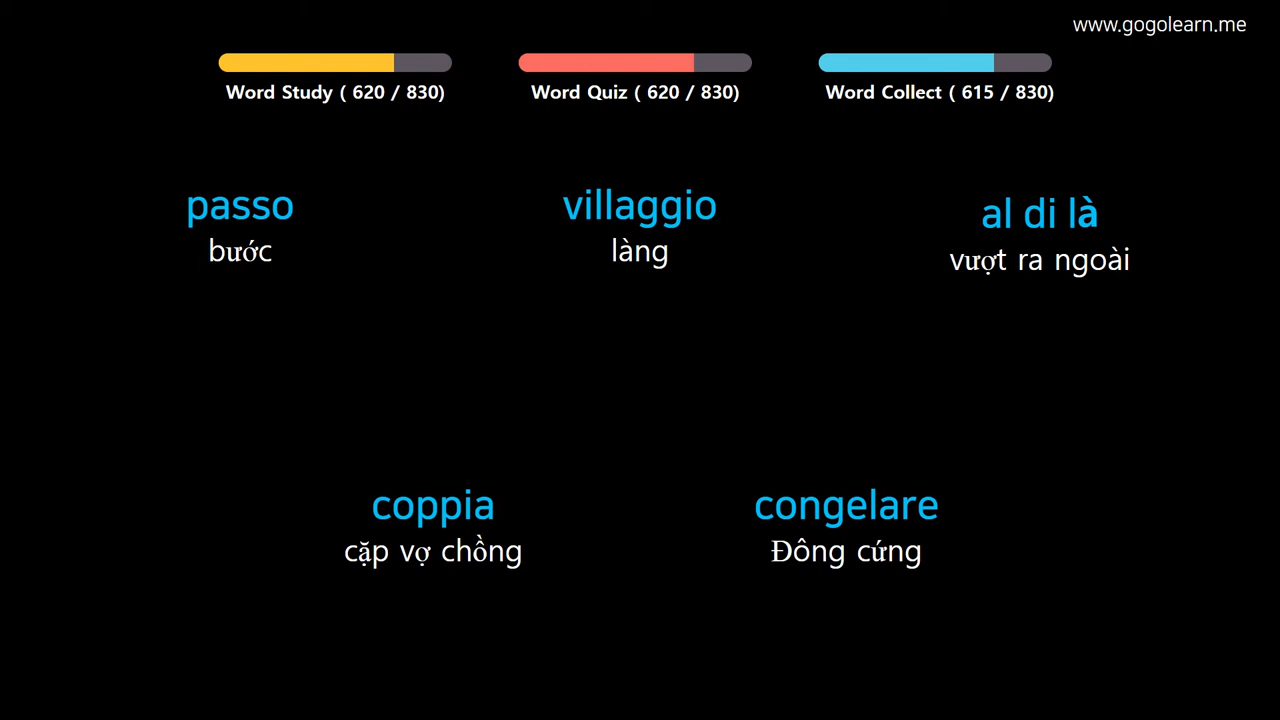 www.gogolearn.me
Word Study ( 620 / 830)
Word Quiz ( 620 / 830)
Word Collect ( 615 / 830)
passo
bước
villaggio
làng
al di là
vượt ra ngoài
coppia
cặp vợ chồng
congelare
Đông cứng